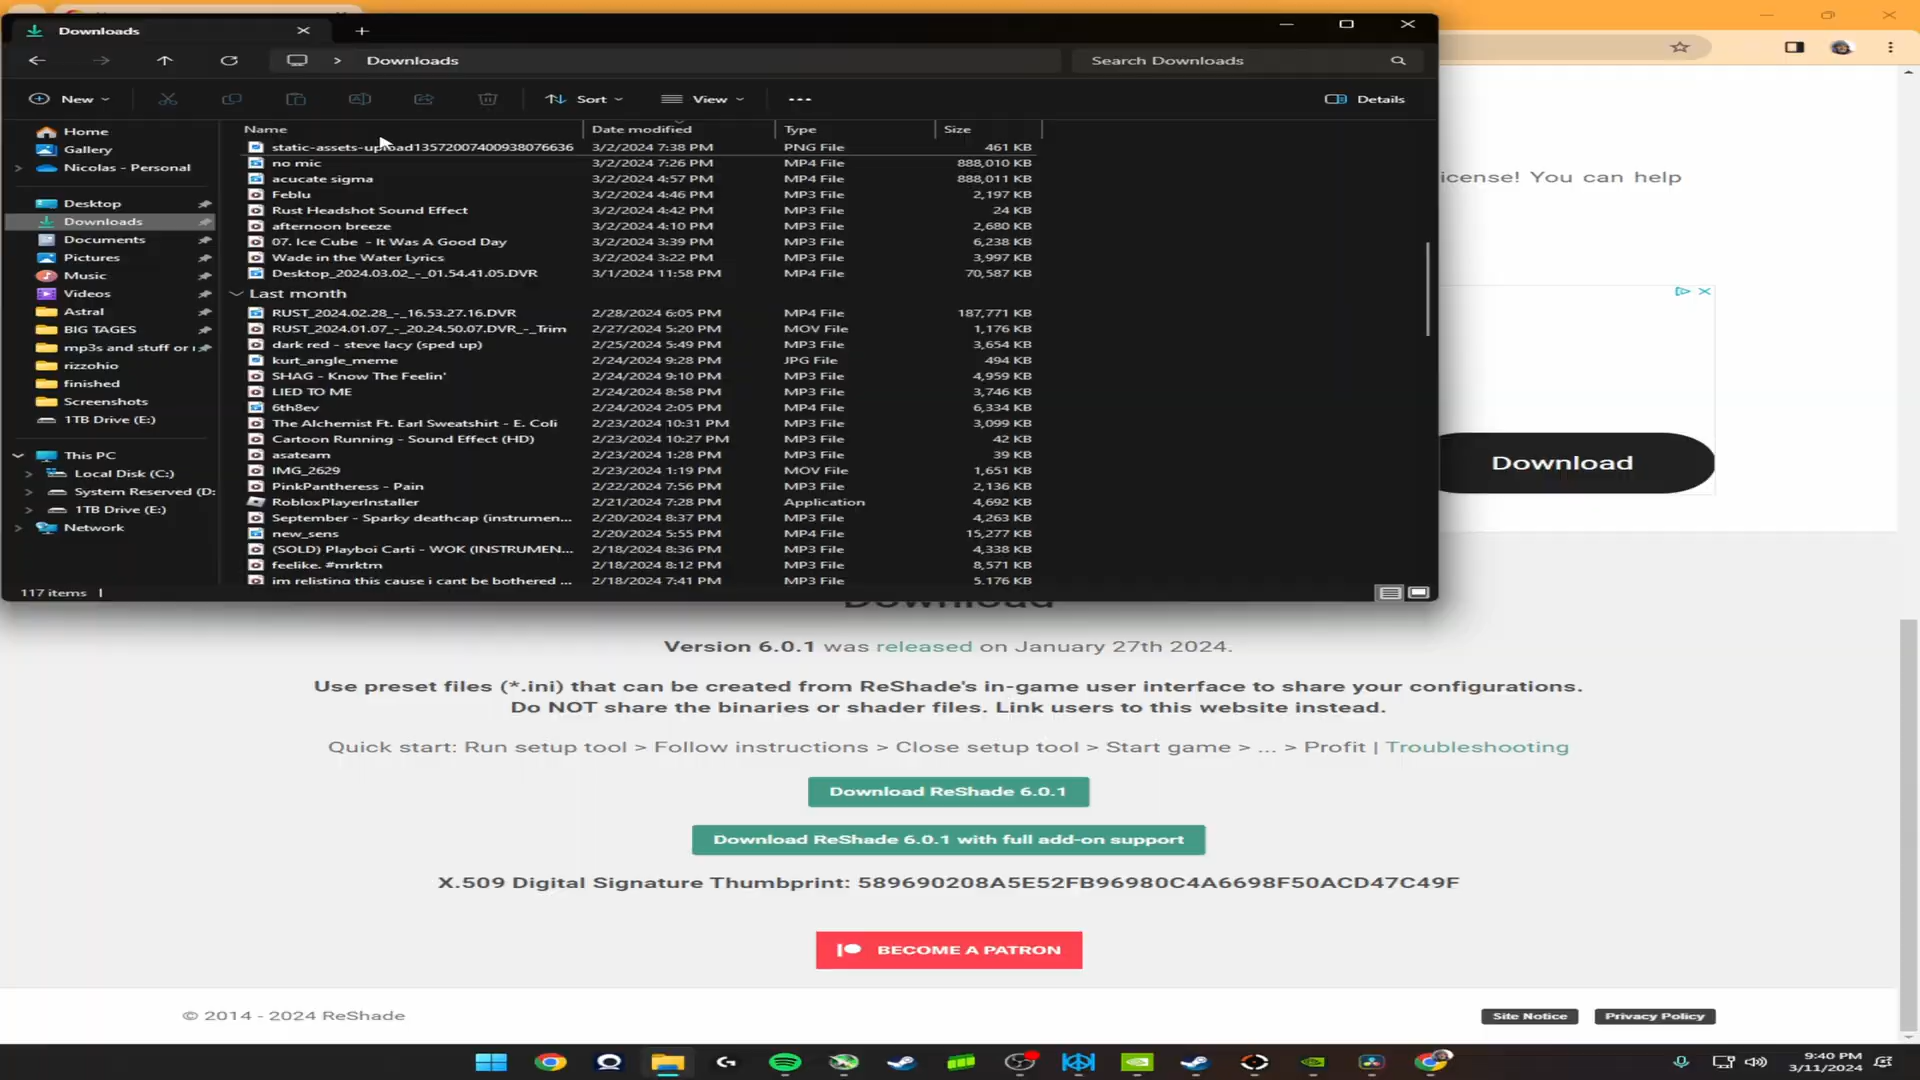 Downloads
Downloads
Search Downloads
New
Sort
View
Details
Name Date modified Type Size
Home
Gallery
Nicolas - Personal
Desktop
Downloads
Documents
Pictures
Music
Videos
Astral
BIG TAGES
mp3s and stuff or r
rizzohio
finished
Screenshots
1TB Drive (E:)
This PC
Local Disk (C:)
System Reserved (D:
1TB Drive (E:)
Network
static-assets-upload13572007400938076636 3/2/2024 7:38 PM PNG File 461 KB
no mic 3/2/2024 7:26 PM MP4 File 888,010 KB
acucate sigma 3/2/2024 4:57 PM MP4 File 888,011 KB
Feblu 3/2/2024 4:46 PM MP3 File 2,197 KB
Rust Headshot Sound Effect 3/2/2024 4:42 PM MP3 File 24 KB
afternoon breeze 3/2/2024 4:10 PM MP3 File 2,680 KB
07. Ice Cube - It Was A Good Day 3/2/2024 3:39 PM MP3 File 6,238 KB
Wade in the Water Lyrics 3/2/2024 3:22 PM MP3 File 3,997 KB
Desktop_2024.03.02_-_01.54.41.05.DVR 3/1/2024 11:58 PM MP4 File 70,587 KB
Last month
RUST_2024.02.28_-_16.53.27.16.DVR 2/28/2024 6:05 PM MP4 File 187,771 KB
RUST_2024.01.07_-_20.24.50.07.DVR_-_Trim 2/27/2024 5:20 PM MOV File 1,176 KB
dark red - steve lacy (sped up) 2/25/2024 5:49 PM MP3 File 3,654 KB
kurt_angle_meme 2/24/2024 9:28 PM JPG File 494 KB
SHAG - Know The Feelin' 2/24/2024 9:10 PM MP3 File 4,959 KB
LIED TO ME 2/24/2024 8:58 PM MP3 File 3,746 KB
6th8ev 2/24/2024 2:05 PM MP4 File 6,334 KB
The Alchemist Ft. Earl Sweatshirt - E. Coli 2/23/2024 10:31 PM MP3 File 3,099 KB
Cartoon Running - Sound Effect (HD) 2/23/2024 10:27 PM MP3 File 42 KB
asateam 2/23/2024 1:28 PM MP3 File 39 KB
IMG_2629 2/23/2024 1:19 PM MOV File 1,651 KB
PinkPantheress - Pain 2/22/2024 7:56 PM MP3 File 2,136 KB
RobloxPlayerInstaller 2/21/2024 7:28 PM Application 4,692 KB
September - Sparky deathcap (instrumen... 2/20/2024 8:37 PM MP3 File 4,263 KB
new_sens 2/20/2024 5:55 PM MP4 File 15,277 KB
(SOLD) Playboi Carti - WOK (INSTRUMEN... 2/18/2024 8:36 PM MP3 File 4,338 KB
feelike. #mrktm 2/18/2024 8:12 PM MP3 File 8,571 KB
im relisting this cause i cant be bothered ... 2/18/2024 7:41 PM MP3 File 5,176 KB
117 items
icense! You can help
Download
Download
Version 6.0.1 was released on January 27th 2024.
Use preset files (*.ini) that can be created from ReShade's in-game user interface to share your configurations.
Do NOT share the binaries or shader files. Link users to this website instead.
Quick start: Run setup tool > Follow instructions > Close setup tool > Start game > ... > Profit | Troubleshooting
Download ReShade 6.0.1
Download ReShade 6.0.1 with full add-on support
X.509 Digital Signature Thumbprint: 589690208A5E52FB96980C4A6698F50ACD47C49F
BECOME A PATRON
© 2014 - 2024 ReShade
Site Notice
Privacy Policy
9:40 PM
3/11/2024